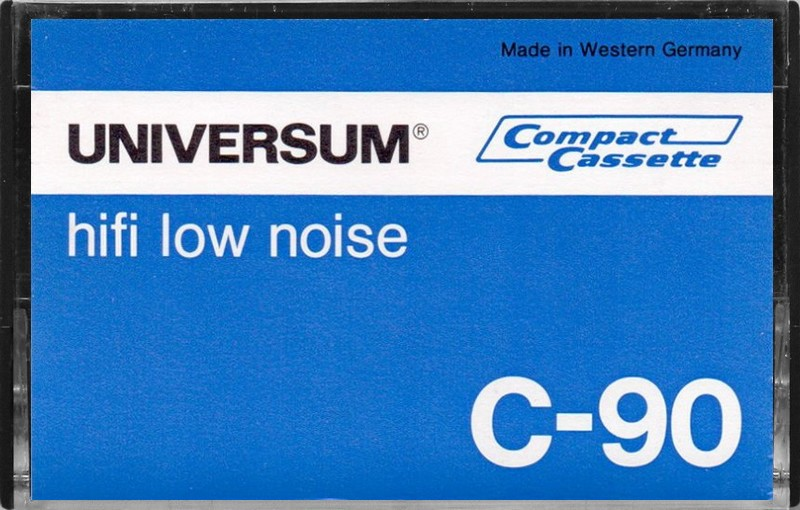 Made in Western Germany
UNIVERSUM®
Compact
Cassette
hifi low noise
C-90